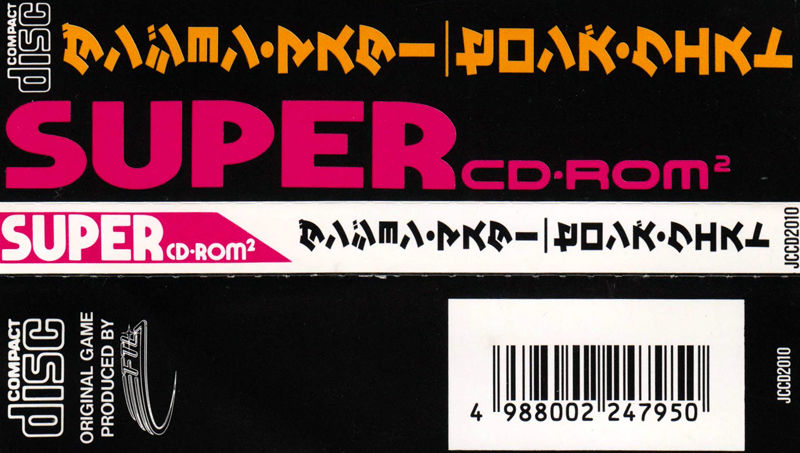 COMPACT
disc
ダンジョン・マスター|セロンズ・クエスト
SUPER CD・ROM²
SUPER CD・ROM²
ダンジョン・マスター|セロンズ・クエスト
JCCD2010
COMPACT
disc
ORIGINAL GAME
PRODUCED BY
FTL
4 988002 247950
JCCD2010